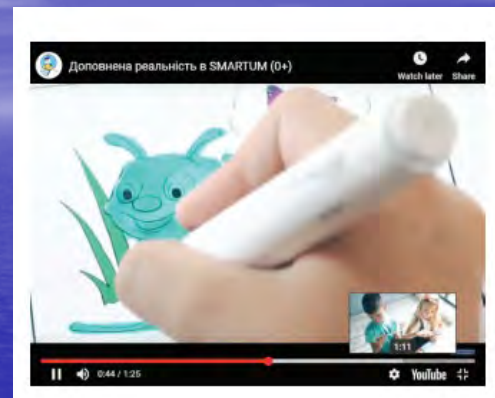 Доповнена реальність в SMARTUM (0+)
Watch later Share
1:11
0:44 / 1:25
YouTube